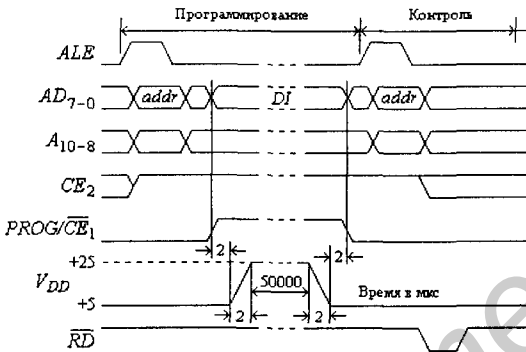 Программирование Контроль
ALE
AD7-0 addr DI addr
A10-8
CE2
PROG/CE1
2 2
+25
VDD 50000 Время в мкс
+5
2 2
RD